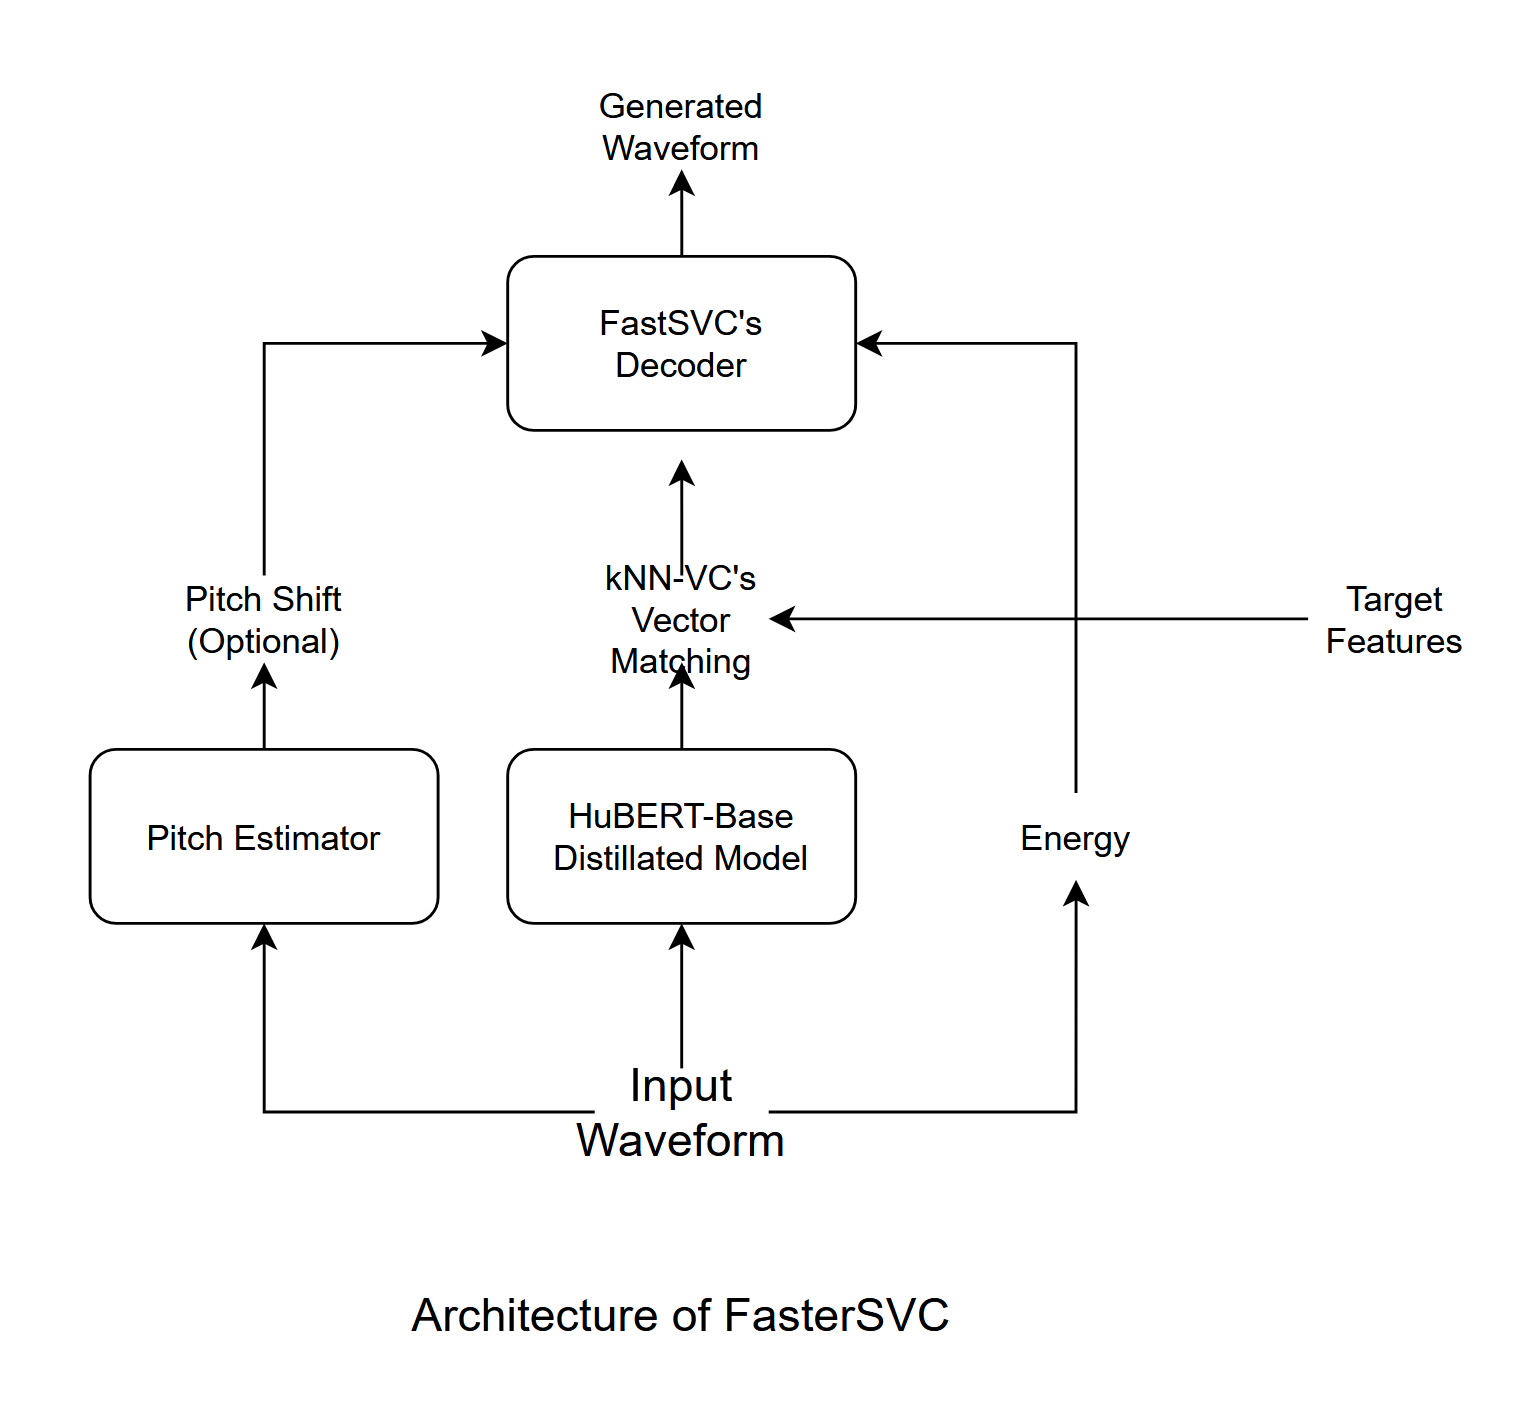 Generated
Waveform
FastSVC's
Decoder
Pitch Shift
(Optional)
kNN-VC's
Vector
Matching
Target
Features
Pitch Estimator
HuBERT-Base
Distillated Model
Energy
Input
Waveform
Architecture of FasterSVC